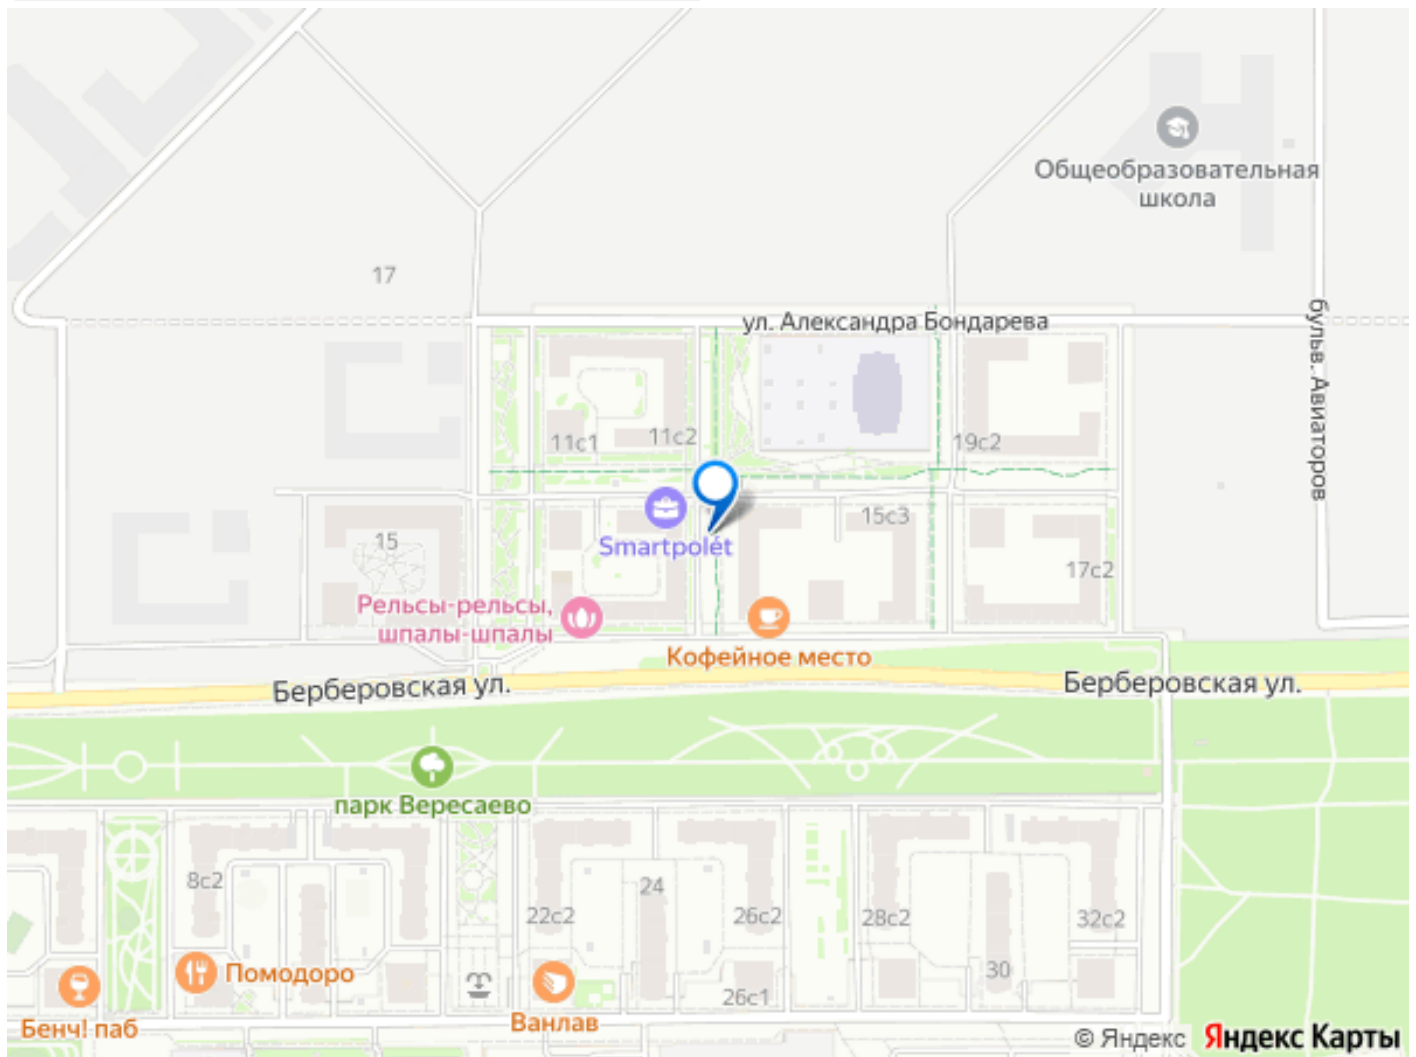 Общеобразовательная
школа
17
ул. Александра Бондарева
бульв. Авиаторов
11с1
11с2
19с2
15с3
15
Smartpolét
17с2
Рельсы-рельсы,
шпалы-шпалы
Кофейное место
Берберовская ул.
Берберовская ул.
парк Вересаево
8с2
24
22с2
26с2
28с2
32с2
30
Помодоро
26с1
Бенч! паб
Ванлав
© Яндекс Яндекс Карты